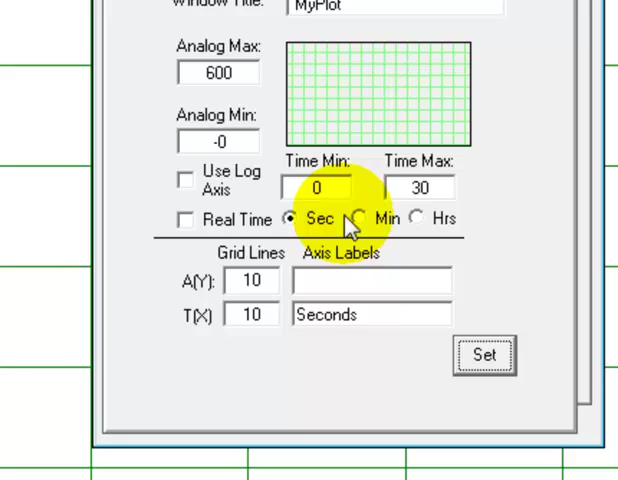 Window Title: MyPlot
Analog Max:
600
Analog Min:
-0
Time Min: Time Max:
0 30
Use Log
Axis
Real Time Sec Min Hrs
Grid Lines Axis Labels
A(Y): 10
T(X) 10 Seconds
Set